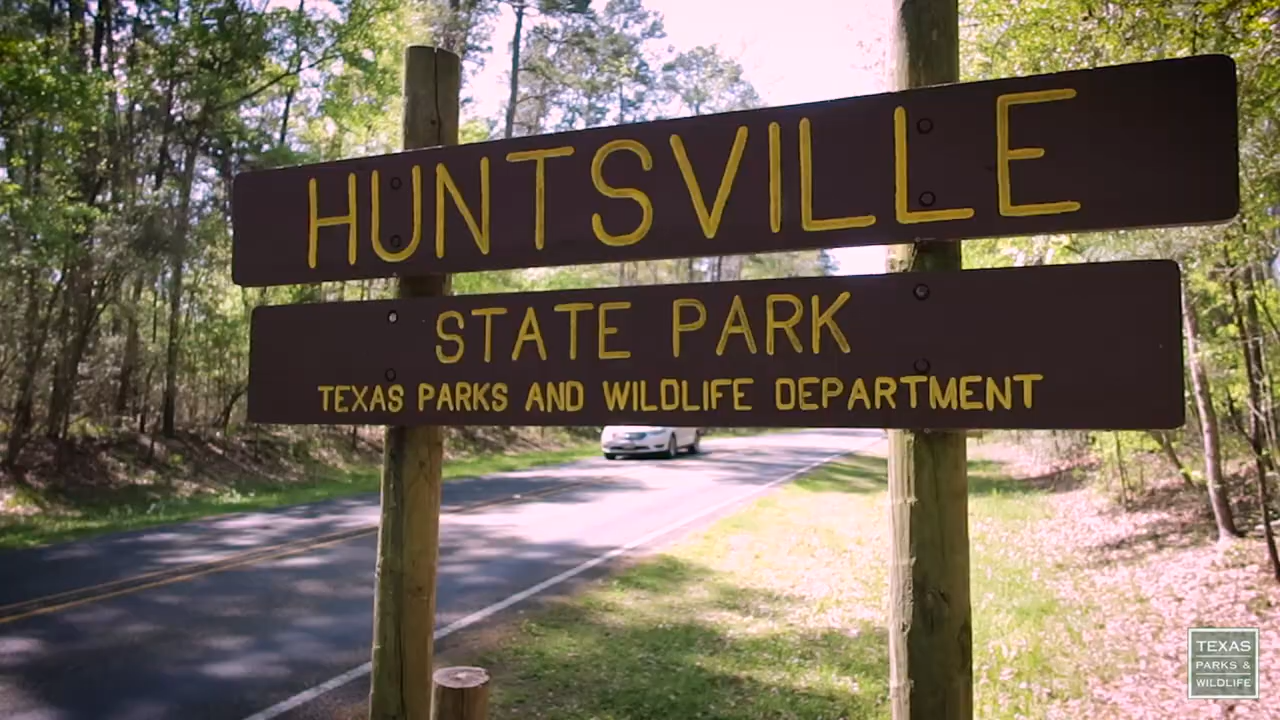 HUNTSVILLE
STATE PARK
TEXAS PARKS AND WILDLIFE DEPARTMENT
TEXAS
PARKS &
WILDLIFE